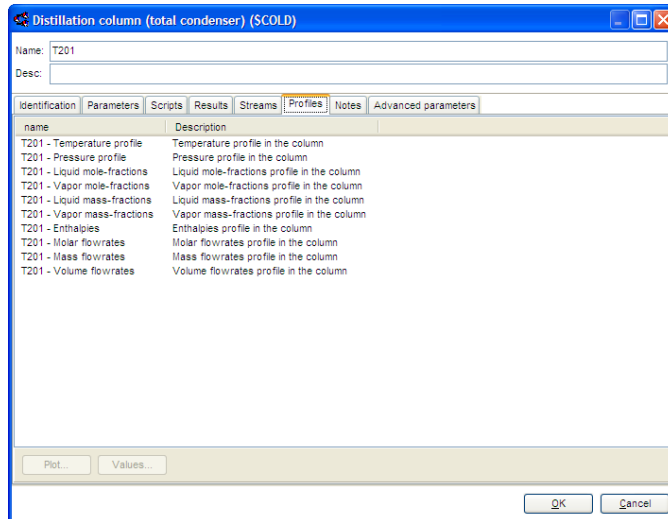 Distillation column (total condenser) ($COLD)
Name: T201
Desc:
Identification Parameters Scripts Results Streams Profiles Notes Advanced parameters
name Description
T201 - Temperature profile Temperature profile in the column
T201 - Pressure profile Pressure profile in the column
T201 - Liquid mole-fractions Liquid mole-fractions profile in the column
T201 - Vapor mole-fractions Vapor mole-fractions profile in the column
T201 - Liquid mass-fractions Liquid mass-fractions profile in the column
T201 - Vapor mass-fractions Vapor mass-fractions profile in the column
T201 - Enthalpies Enthalpies profile in the column
T201 - Molar flowrates Molar flowrates profile in the column
T201 - Mass flowrates Mass flowrates profile in the column
T201 - Volume flowrates Volume flowrates profile in the column
Plot... Values...
OK Cancel